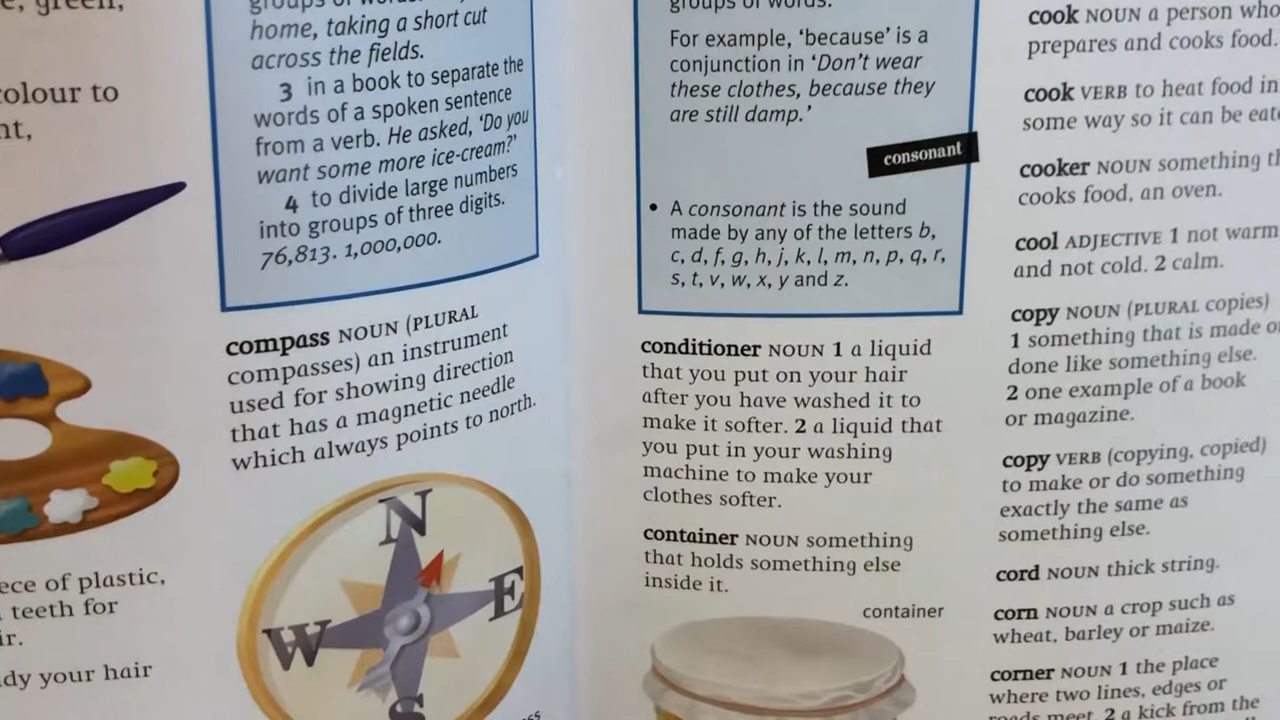 green,
colour to
home, taking a short cut
across the fields.
3 in a book to separate the
words of a spoken sentence
from a verb. He asked, 'Do you
want some more ice-cream?'
4 to divide large numbers
into groups of three digits.
76,813. 1,000,000.
compass NOUN (PLURAL
compasses) an instrument
used for showing direction
that has a magnetic needle
which always points to north.
N
E
W
S
of plastic,
teeth for
your hair
groups of words.
For example, 'because' is a
conjunction in 'Don't wear
these clothes, because they
are still damp.'
consonant
• A consonant is the sound
made by any of the letters b,
c, d, f, g, h, j, k, l, m, n, p, q, r,
s, t, v, w, x, y and z.
conditioner NOUN 1 a liquid
that you put on your hair
after you have washed it to
make it softer. 2 a liquid that
you put in your washing
machine to make your
clothes softer.
container NOUN something
that holds something else
inside it.
container
cook NOUN a person who
prepares and cooks food.
cook VERB to heat food in
some way so it can be
cooker NOUN something
cooks food, an oven.
cool ADJECTIVE 1 not warm
and not cold. 2 calm.
copy NOUN (PLURAL copies)
1 something that is made or
done like something else.
2 one example of a book
or magazine.
copy VERB (copying, copied)
to make or do something
exactly the same as
something else.
cord NOUN thick string.
corn NOUN a crop such as
wheat, barley or maize.
corner NOUN 1 the place
where two lines, edges or
roads meet. 2 a kick from the